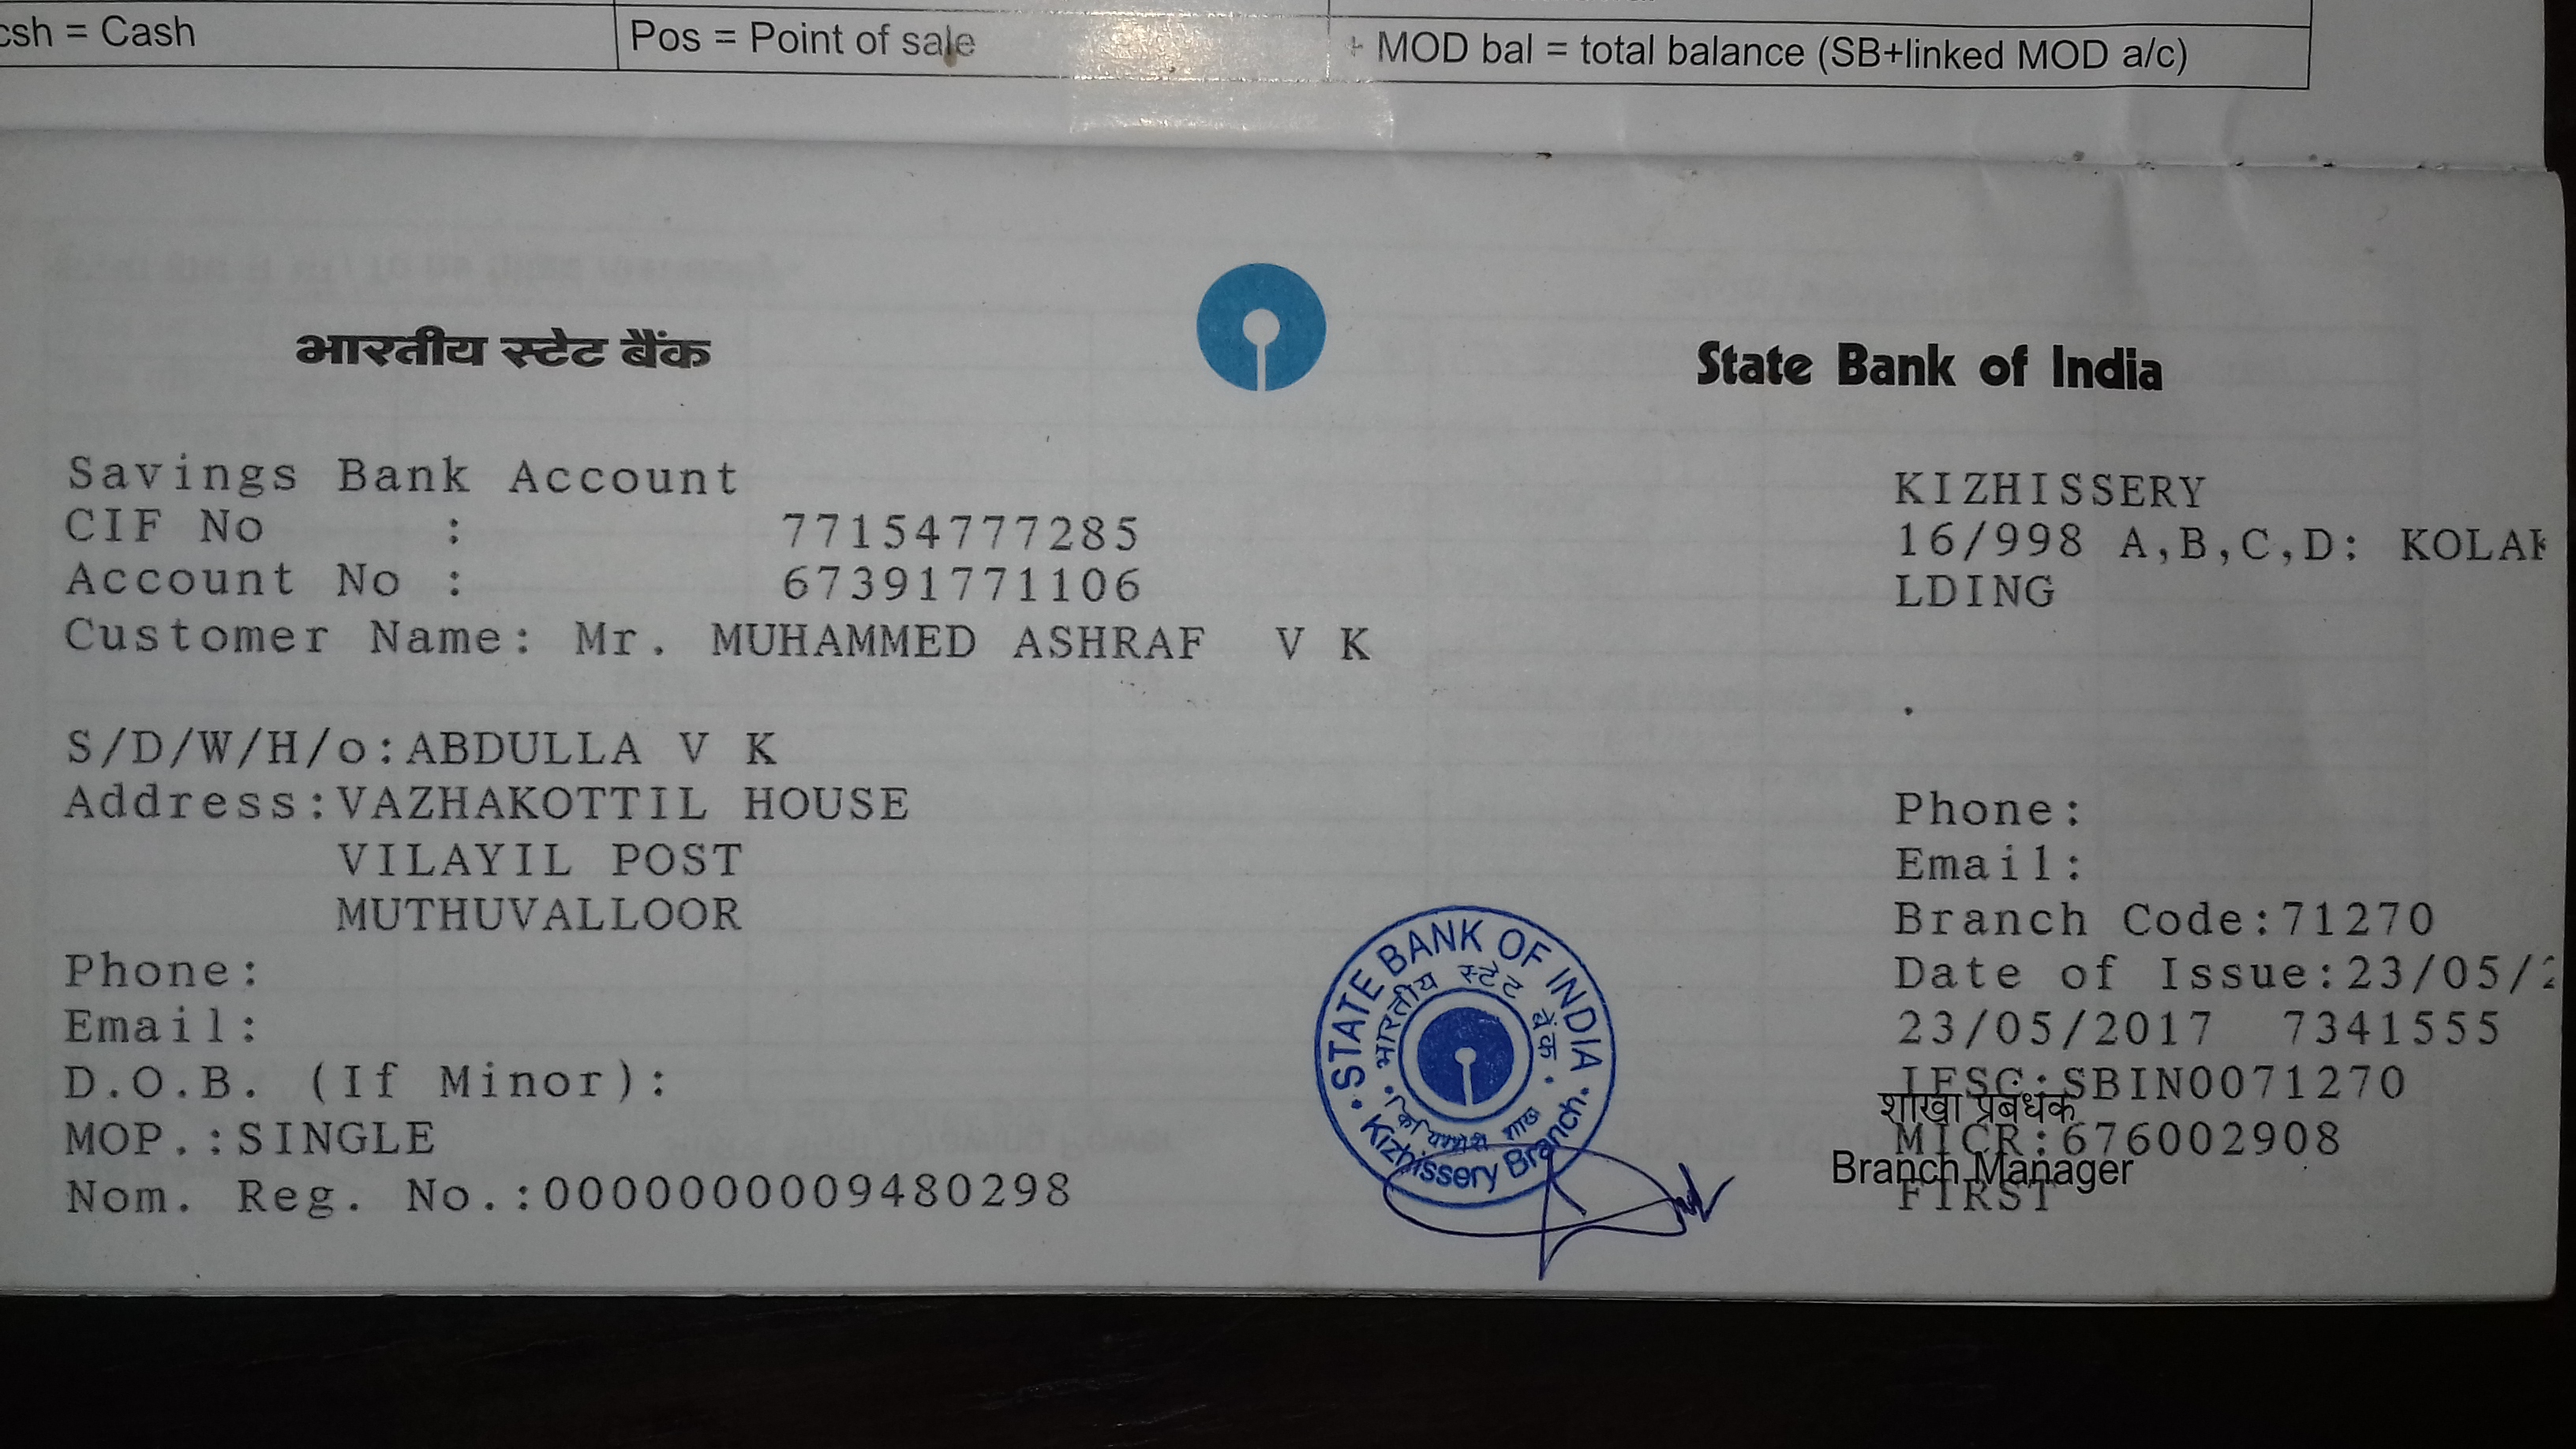 csh = Cash
Pos = Point of sale
MOD bal = total balance (SB+linked MOD a/c)
भारतीय स्टेट बैंक
State Bank of India
Savings Bank Account
CIF No : 77154777285
Account No : 67391771106
Customer Name: Mr. MUHAMMED ASHRAF V K
S/D/W/H/o:ABDULLA V K
Address:VAZHAKOTTIL HOUSE
VILAYIL POST
MUTHUVALLOOR
Phone:
Email:
D.O.B. (If Minor):
MOP.:SINGLE
Nom. Reg. No.:0000000009480298
STATE BANK OF INDIA
भारतीय स्टेट बैंक
Kizhissery Branch
KIZHISSERY
16/998 A,B,C,D:
LDING
.
Phone:
Email:
Branch Code:71270
Date of Issue:23/05/2
23/05/2017 7341555
IFSC:SBIN0071270
शाखा प्रबंधक
MICR:676002908
Branch Manager
FIRST